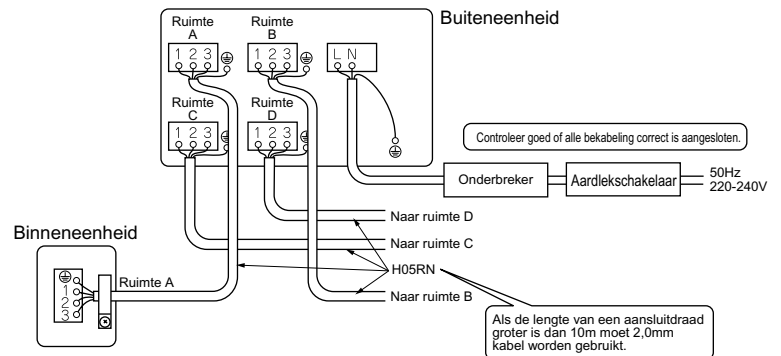 Buiteneenheid
Ruimte
A
Ruimte
B
1 2 3
1 2 3
L N
Ruimte
C
Ruimte
D
1 2 3
1 2 3
Controleer goed of alle bekabeling correct is aangesloten.
Onderbreker
Aardlekschakelaar
50Hz
220-240V
Naar ruimte D
Naar ruimte C
H05RN
Naar ruimte B
Binneneenheid
Ruimte A
1
2
3
Als de lengte van een aansluitdraad
groter is dan 10m moet 2,0mm
kabel worden gebruikt.